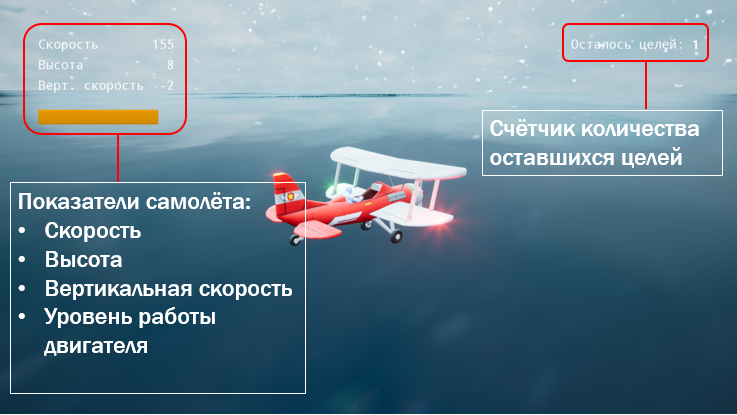 Скорость 155
Высота 8
Верт. скорость -2
Осталось целей: 1
Счётчик количества
оставшихся целей
Показатели самолёта:
• Скорость
• Высота
• Вертикальная скорость
• Уровень работы
двигателя